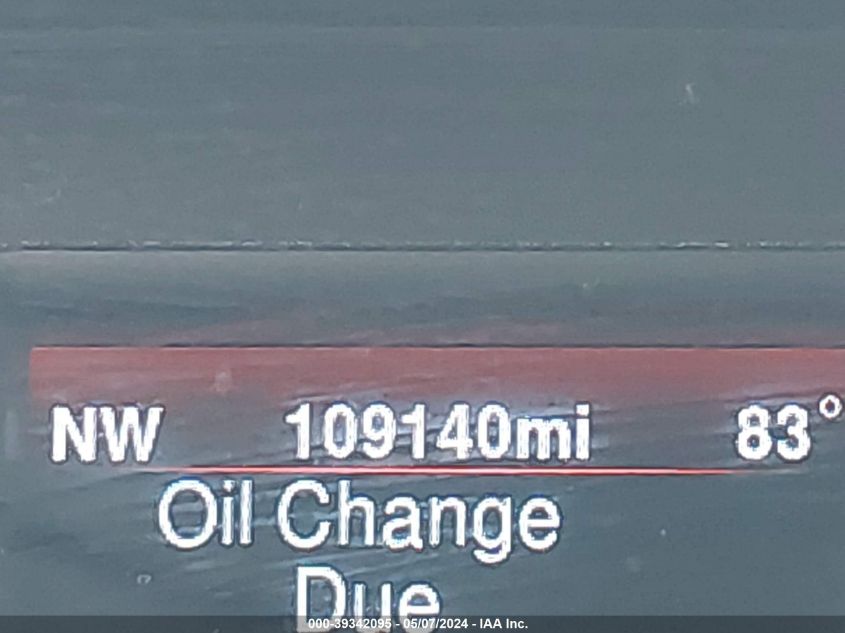 NW 109140mi 83°
Oil Change
Due
000-39342095 - 05/07/2024 - IAA Inc.